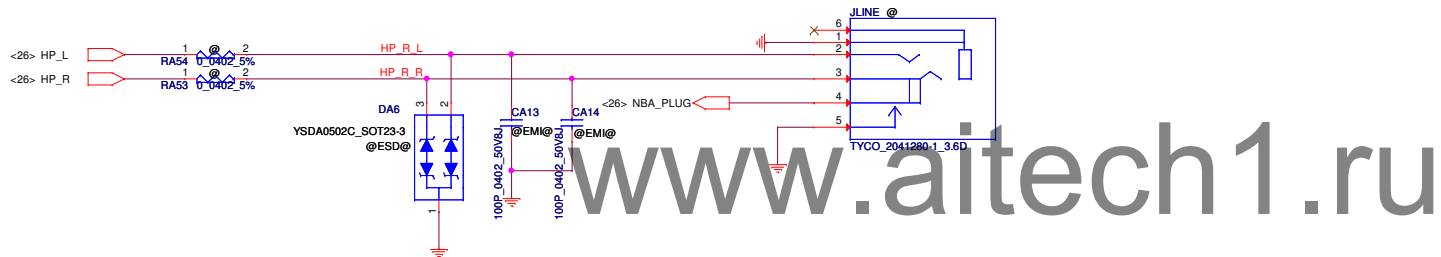 JLINE @
6
1
<26> HP_L
1
@
2
HP_R_L
2
RA54
0_0402_5%
<26> HP_R
1
@
2
HP_R_R
3
RA53
0_0402_5%
<26> NBA_PLUG
4
DA6
3
2
CA13
CA14
5
YSDA0502C_SOT23-3
@ESD@
@EMI@
@EMI@
100P_0402_50V8J
100P_0402_50V8J
TYCO_2041280-1_3.6D
1
www.aitech1.ru